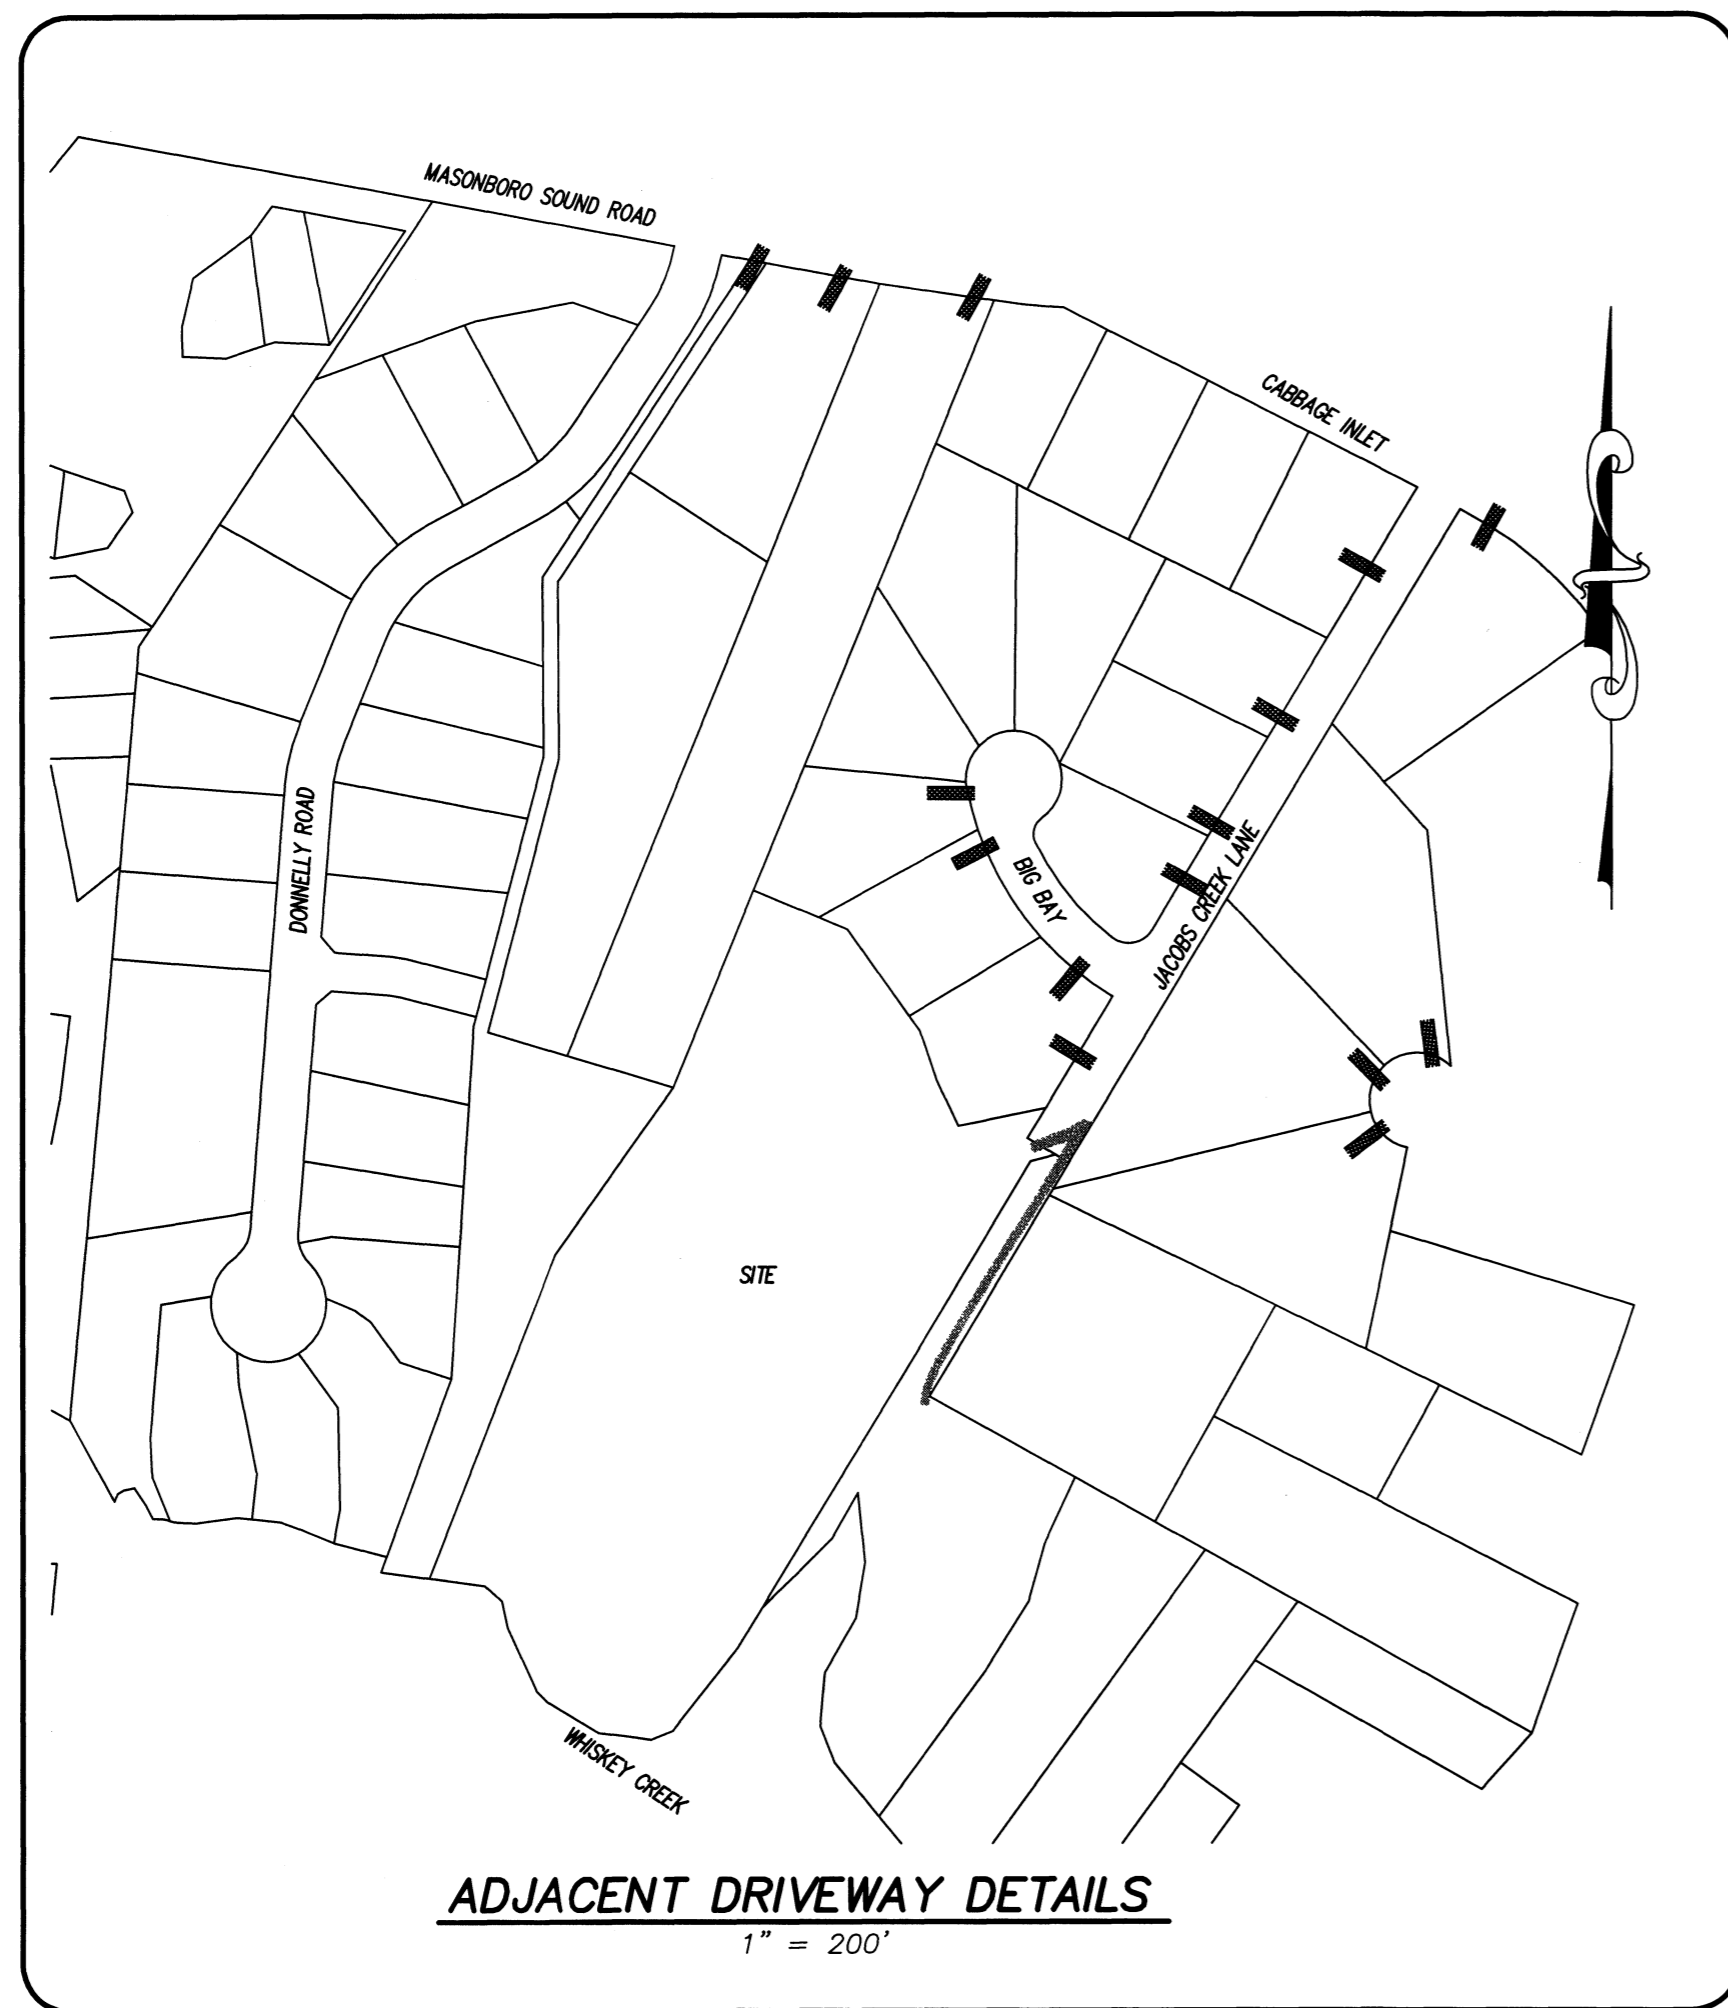 MASONBORO SOUND ROAD
CABBAGE INLET
DONNELLY ROAD
BIG BAY
JACOBS CREEK LANE
SITE
WHISKEY CREEK
ADJACENT DRIVEWAY DETAILS
1" = 200'